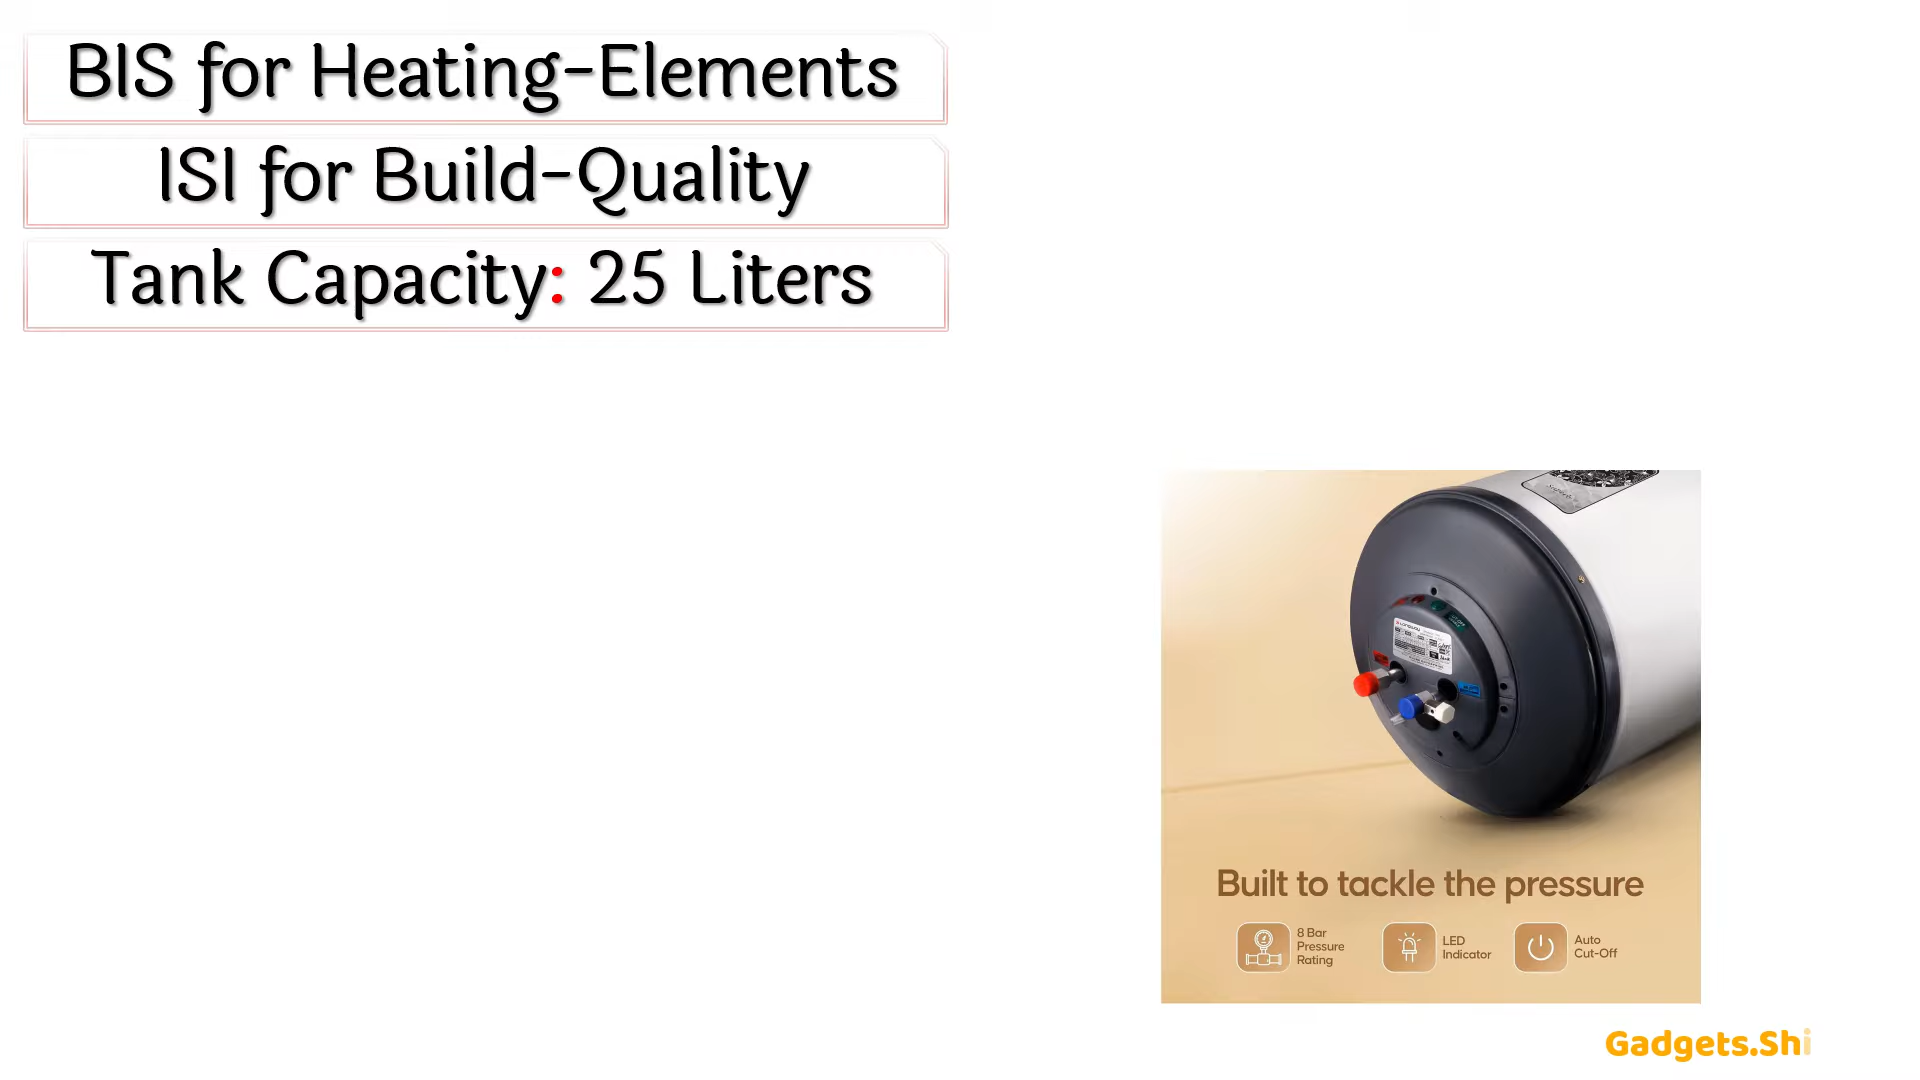 BIS for Heating-Elements
ISI for Build-Quality
Tank Capacity: 25 Liters
Longway
Built to tackle the pressure
8 Bar
Pressure
Rating
LED
Indicator
Auto
Cut-Off
Gadgets.Shi